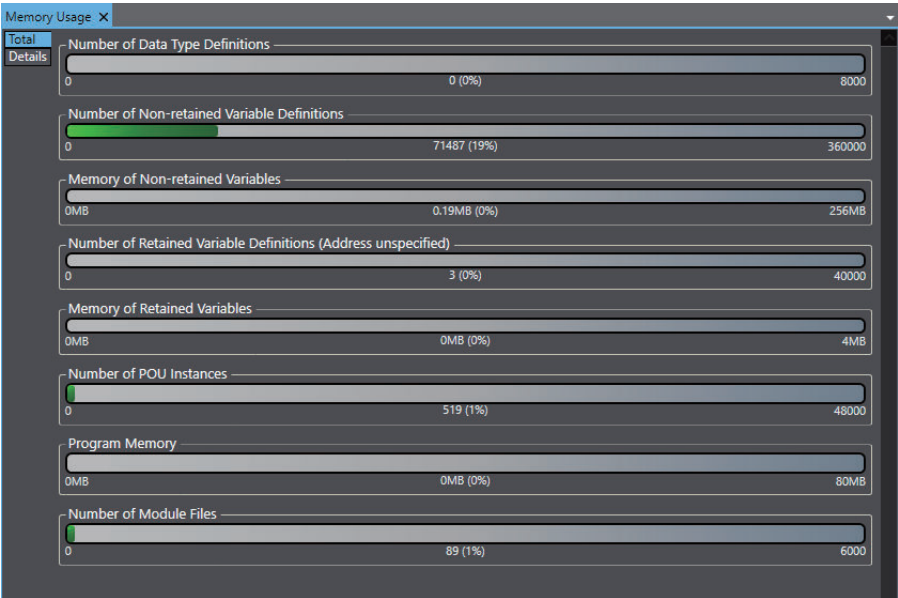 Memory Usage
Total
Details
Number of Data Type Definitions
0 0 (0%) 8000
Number of Non-retained Variable Definitions
0 71487 (19%) 360000
Memory of Non-retained Variables
0MB 0.19MB (0%) 256MB
Number of Retained Variable Definitions (Address unspecified)
0 3 (0%) 40000
Memory of Retained Variables
0MB 0MB (0%) 4MB
Number of POU Instances
0 519 (1%) 48000
Program Memory
0MB 0MB (0%) 80MB
Number of Module Files
0 89 (1%) 6000